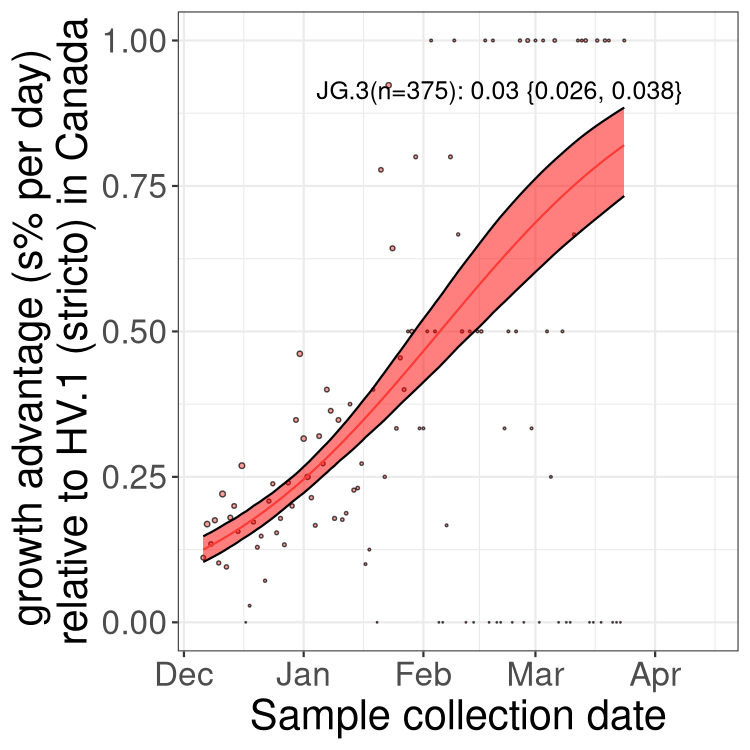 growth advantage (s% per day)
relative to HV.1 (stricto) in Canada
1.00
0.75
0.50
0.25
0.00
JG.3(n=375): 0.03 {0.026, 0.038}
Dec Jan Feb Mar Apr
Sample collection date